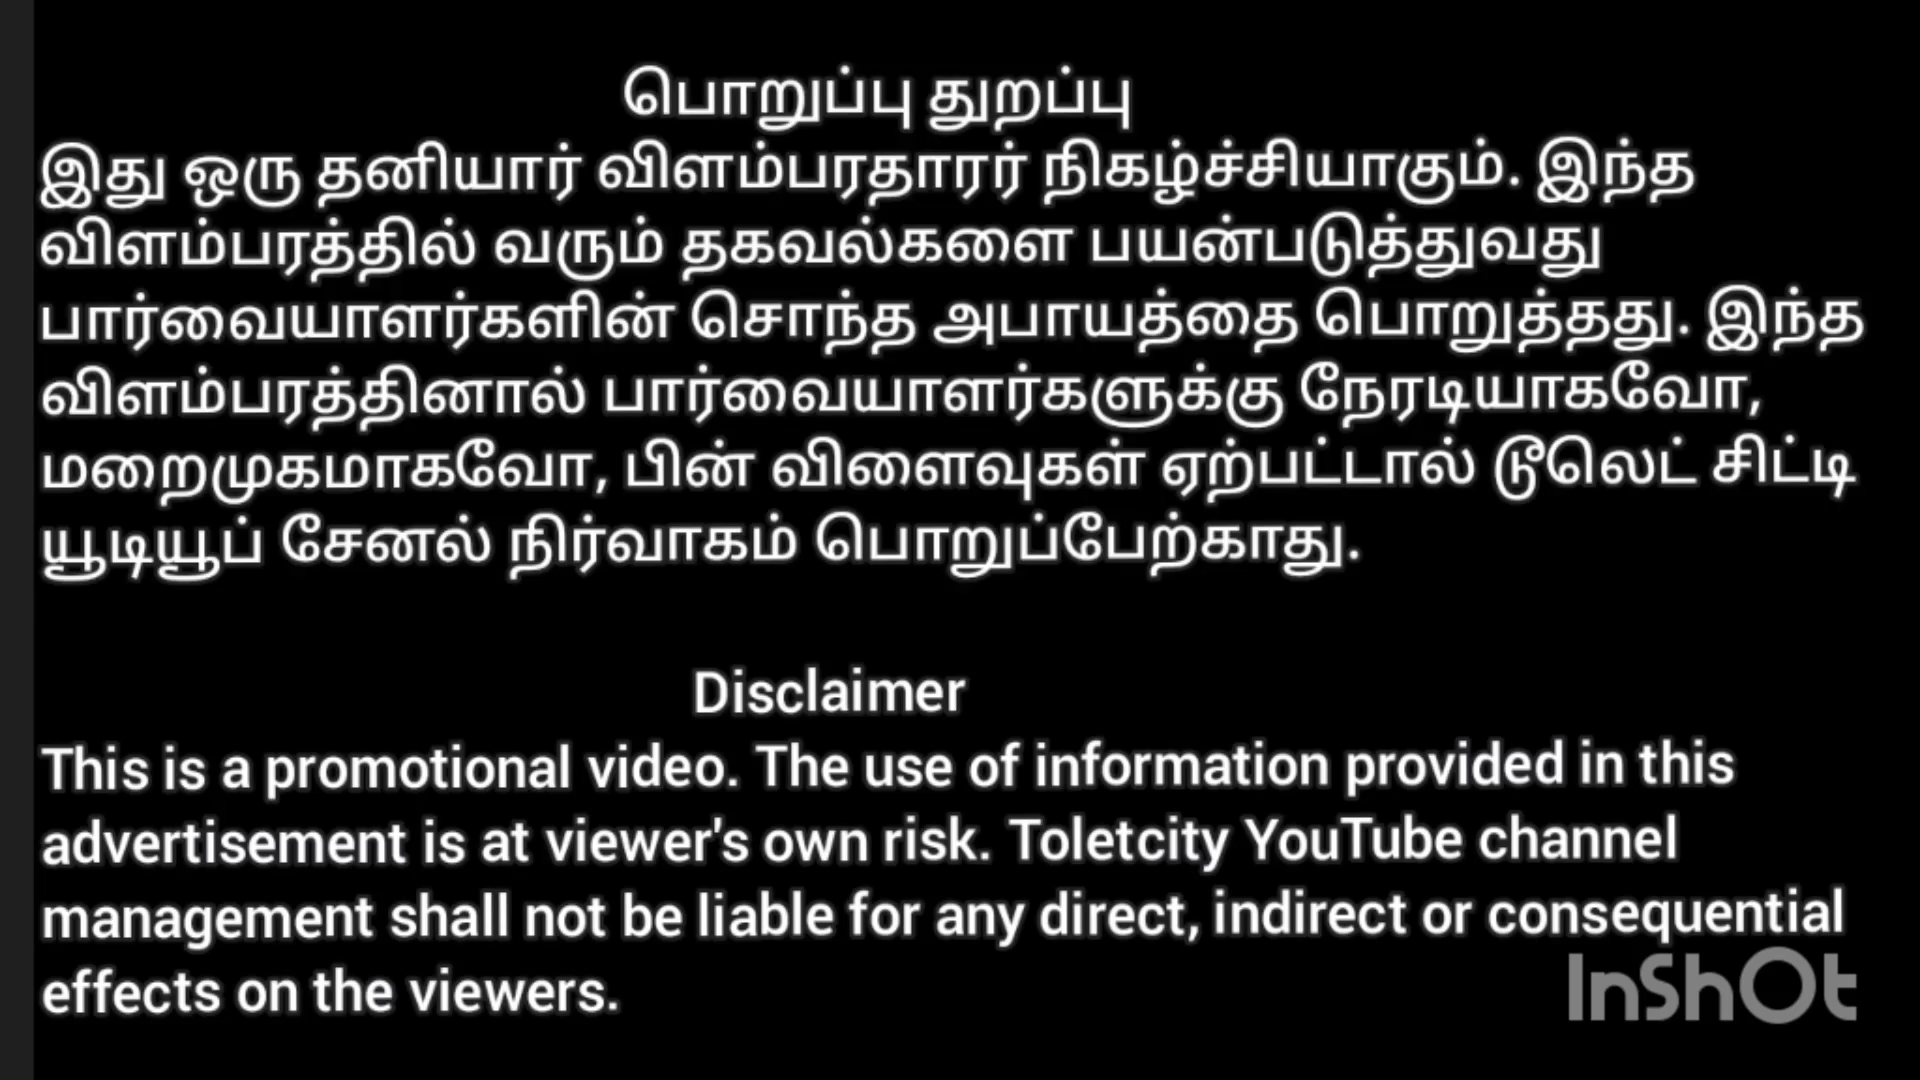 பொறுப்பு துறப்பு
இது ஒரு தனியார் விளம்பரதாரர் நிகழ்ச்சியாகும். இந்த
விளம்பரத்தில் வரும் தகவல்களை பயன்படுத்துவது
பார்வையாளர்களின் சொந்த அபாயத்தை பொறுத்தது. இந்த
விளம்பரத்தினால் பார்வையாளர்களுக்கு நேரடியாகவோ,
மறைமுகமாகவோ, பின் விளைவுகள் ஏற்பட்டால் டூலெட் சிட்டி
யூடியூப் சேனல் நிர்வாகம் பொறுப்பேற்காது.
Disclaimer
This is a promotional video. The use of information provided in this
advertisement is at viewer's own risk. Toletcity YouTube channel
management shall not be liable for any direct, indirect or consequential
effects on the viewers.
InShOt